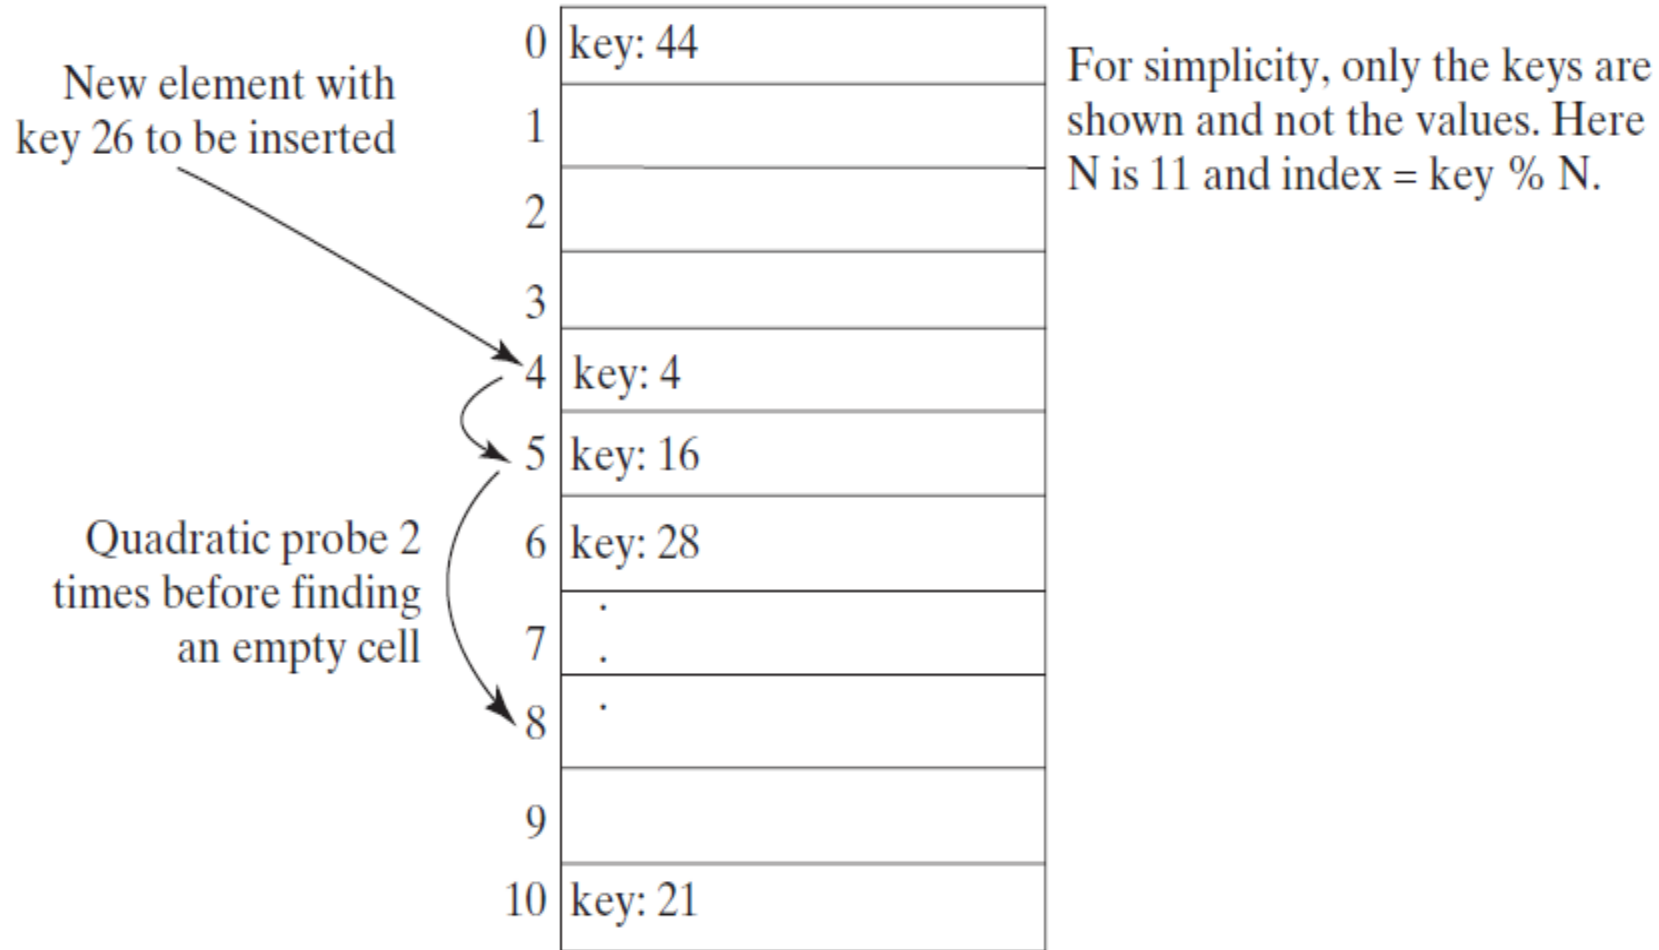 New element with
key 26 to be inserted
0 key: 44
1
2
3
4 key: 4
5 key: 16
6 key: 28
7
8
9
10 key: 21
Quadratic probe 2
times before finding
an empty cell
For simplicity, only the keys are
shown and not the values. Here
N is 11 and index = key % N.